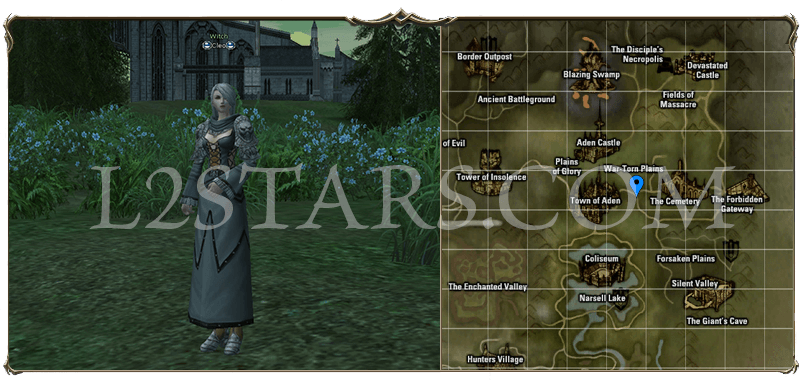 Witch
Cleo
Border Outpost
The Disciple's
Necropolis
Blazing Swamp
Devastated
Castle
Ancient Battleground
Fields of
Massacre
of Evil
Aden Castle
Plains
of Glory
War-Torn Plains
Tower of Insolence
Town of Aden
The Cemetery
The Forbidden
Gateway
L2STARS.COM
Coliseum
Forsaken Plains
The Enchanted Valley
Narsell Lake
Silent Valley
The Giant's Cave
Hunters Village